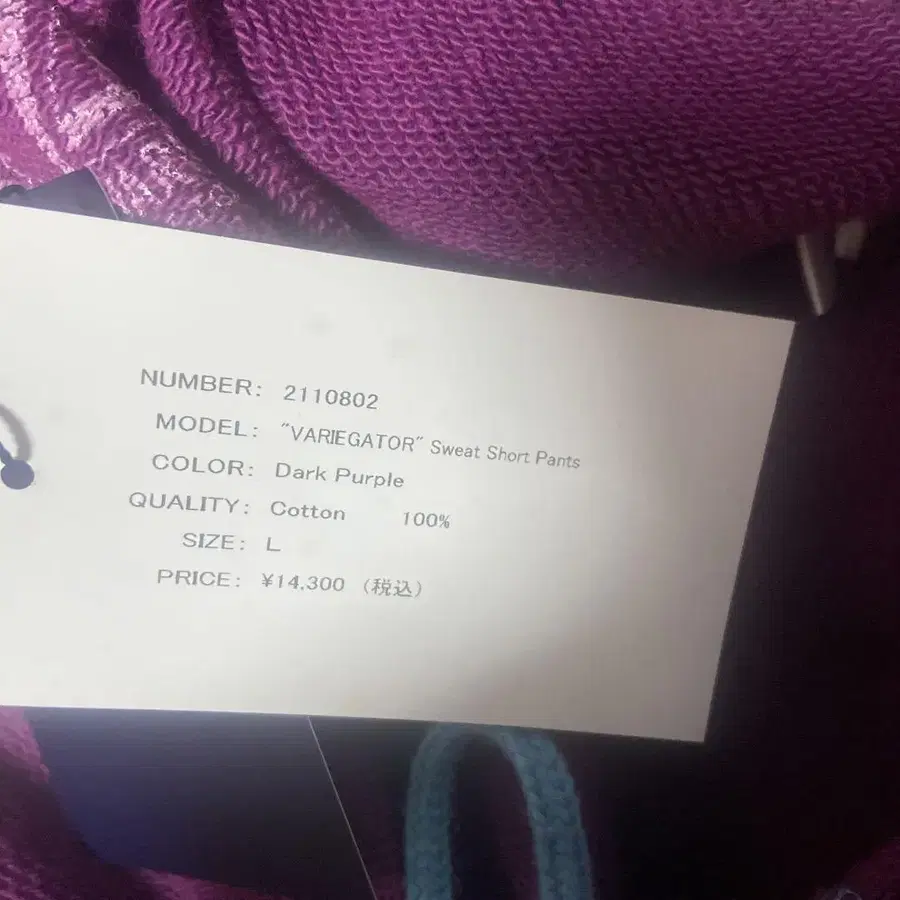 NUMBER: 2110802
MODEL: "VARIEGATOR" Sweat Short Pants
COLOR: Dark Purple
QUALITY: Cotton 100%
SIZE: L
PRICE: ¥14,300 (税込)